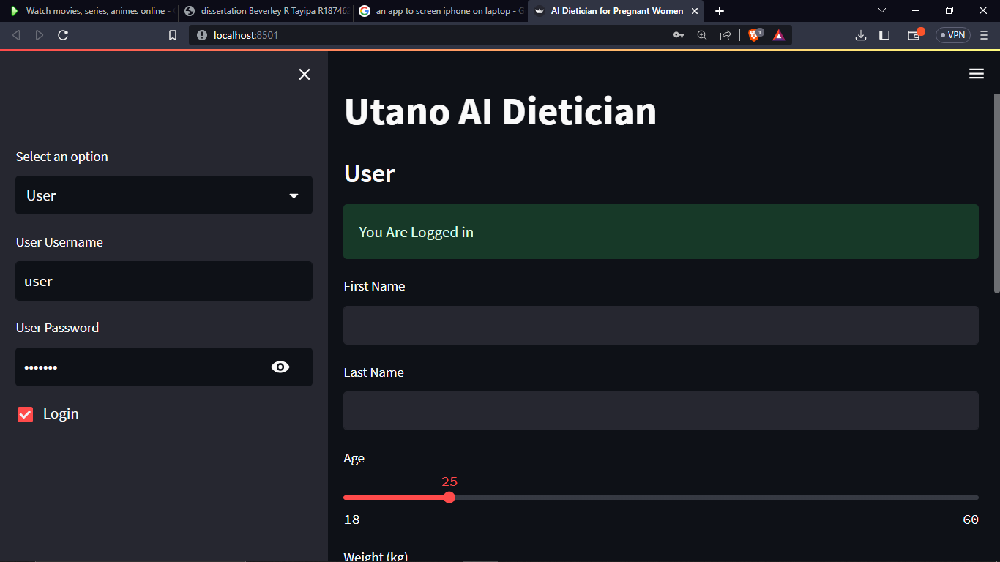 Watch movies, series, animes online -
dissertation Beverley R Tayipa R18746
an app to screen iphone on laptop - G
AI Dietician for Pregnant Women
localhost:8501
1
VPN
Utano AI Dietician
Select an option
User
User
You Are Logged in
User Username
user
First Name
User Password
•••••••
Last Name
Login
Age
25
18
60
Weight (kg)